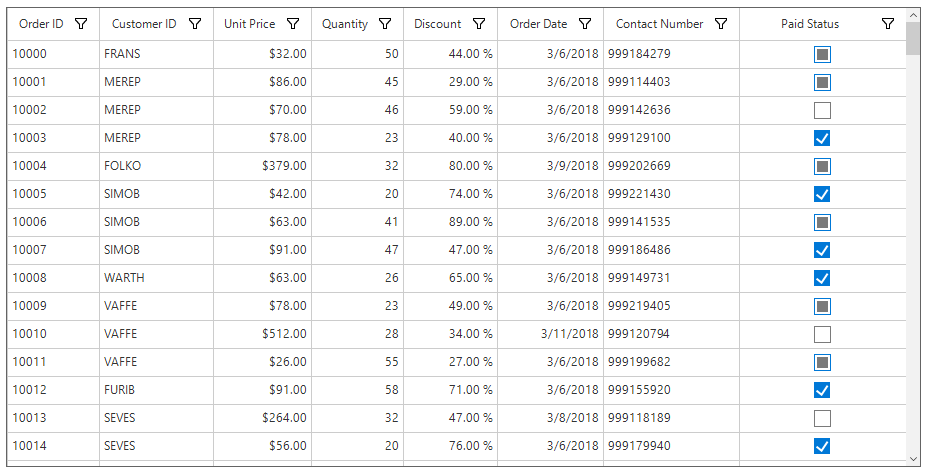 Order ID Customer ID Unit Price Quantity Discount Order Date Contact Number Paid Status
10000 FRANS $32.00 50 44.00 % 3/6/2018 999184279
10001 MEREP $86.00 45 29.00 % 3/6/2018 999114403
10002 MEREP $70.00 46 59.00 % 3/6/2018 999142636
10003 MEREP $78.00 23 40.00 % 3/6/2018 999129100
10004 FOLKO $379.00 32 80.00 % 3/9/2018 999202669
10005 SIMOB $42.00 20 74.00 % 3/6/2018 999221430
10006 SIMOB $63.00 41 89.00 % 3/6/2018 999141535
10007 SIMOB $91.00 47 47.00 % 3/6/2018 999186486
10008 WARTH $63.00 26 65.00 % 3/6/2018 999149731
10009 VAFFE $78.00 23 49.00 % 3/6/2018 999219405
10010 VAFFE $512.00 28 34.00 % 3/11/2018 999120794
10011 VAFFE $26.00 55 27.00 % 3/6/2018 999199682
10012 FURIB $91.00 58 71.00 % 3/6/2018 999155920
10013 SEVES $264.00 32 47.00 % 3/8/2018 999118189
10014 SEVES $56.00 20 76.00 % 3/6/2018 999179940